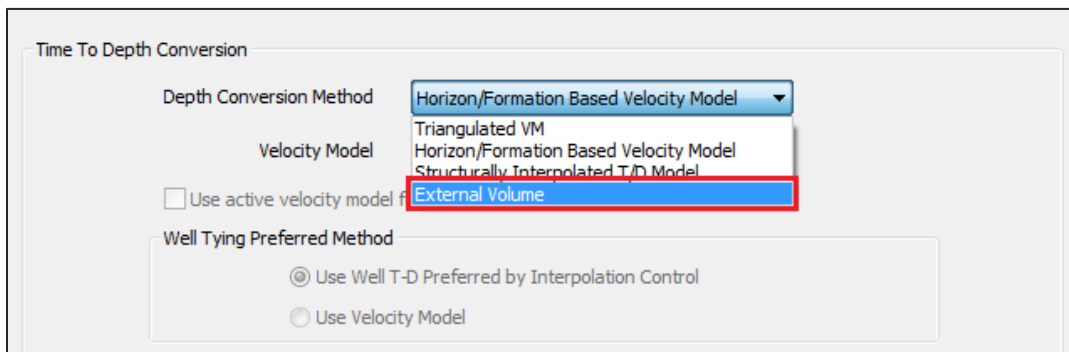 Time To Depth Conversion
Depth Conversion Method
Horizon/Formation Based Velocity Model
Triangulated VM
Velocity Model
Horizon/Formation Based Velocity Model
Structurally Interpolated T/D Model
Use active velocity model f
External Volume
Well Tying Preferred Method
Use Well T-D Preferred by Interpolation Control
Use Velocity Model